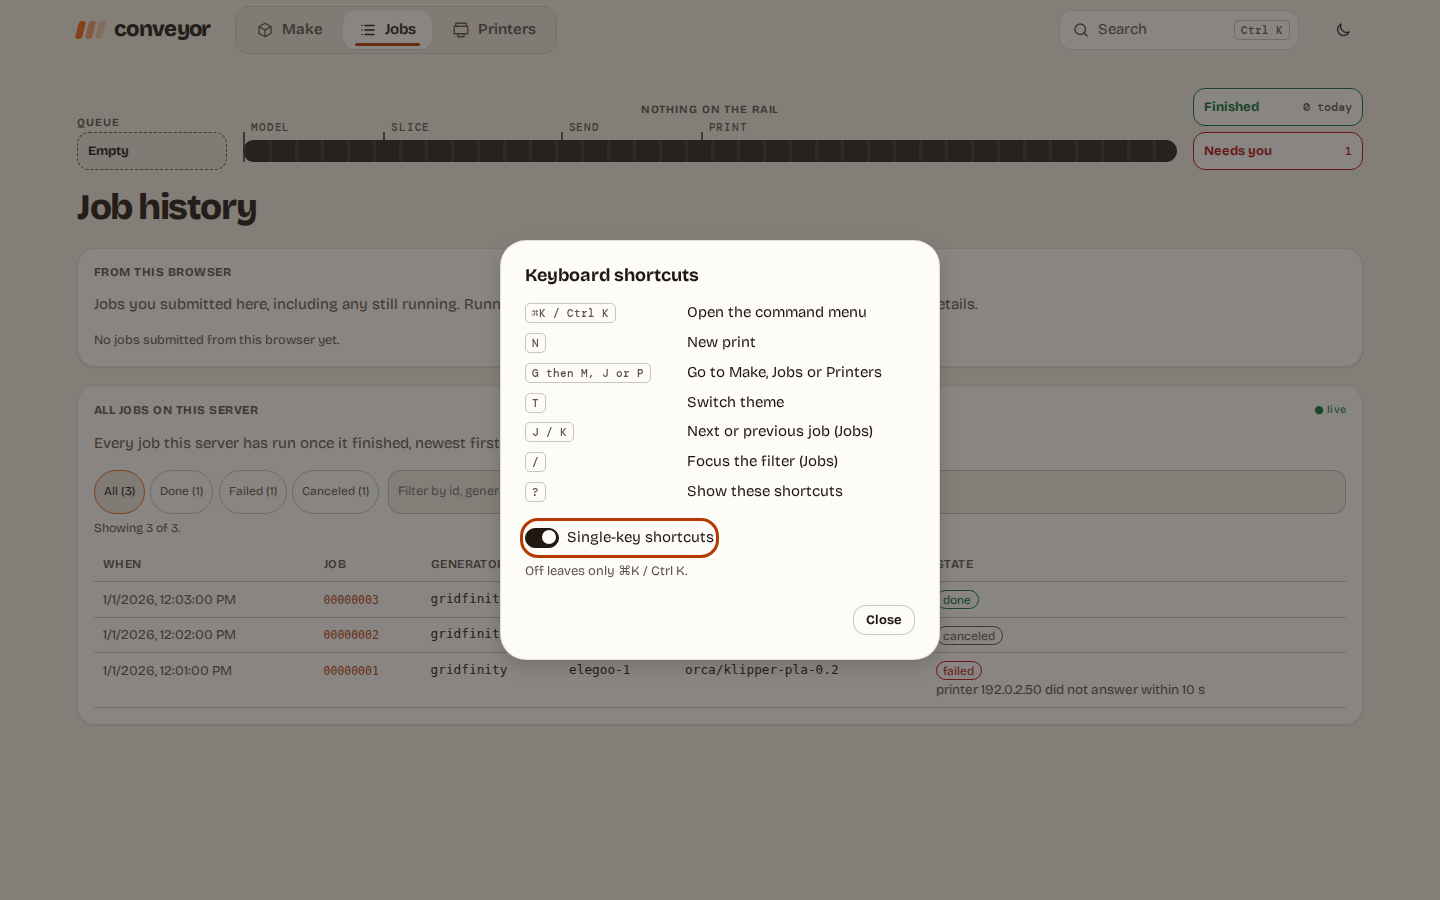 conveyor
Make
Jobs
Printers
Search
Ctrl K
QUEUE
Empty
NOTHING ON THE RAIL
MODEL
SLICE
SEND
PRINT
Finished 0 today
Needs you 1
Job history
FROM THIS BROWSER
Jobs you submitted here, including any still running. Runn
etails.
No jobs submitted from this browser yet.
ALL JOBS ON THIS SERVER
live
Every job this server has run once it finished, newest first
All (3)
Done (1)
Failed (1)
Canceled (1)
Filter by id, gener
Showing 3 of 3.
WHEN JOB GENERATO STATE
1/1/2026, 12:03:00 PM 00000003 gridfinit done
1/1/2026, 12:02:00 PM 00000002 gridfinit canceled
1/1/2026, 12:01:00 PM 00000001 gridfinity elegoo-1 orca/klipper-pla-0.2 failed
printer 192.0.2.50 did not answer within 10 s
Keyboard shortcuts
⌘K / Ctrl K Open the command menu
N New print
G then M, J or P Go to Make, Jobs or Printers
T Switch theme
J / K Next or previous job (Jobs)
/ Focus the filter (Jobs)
? Show these shortcuts
Single-key shortcuts
Off leaves only ⌘K / Ctrl K.
Close